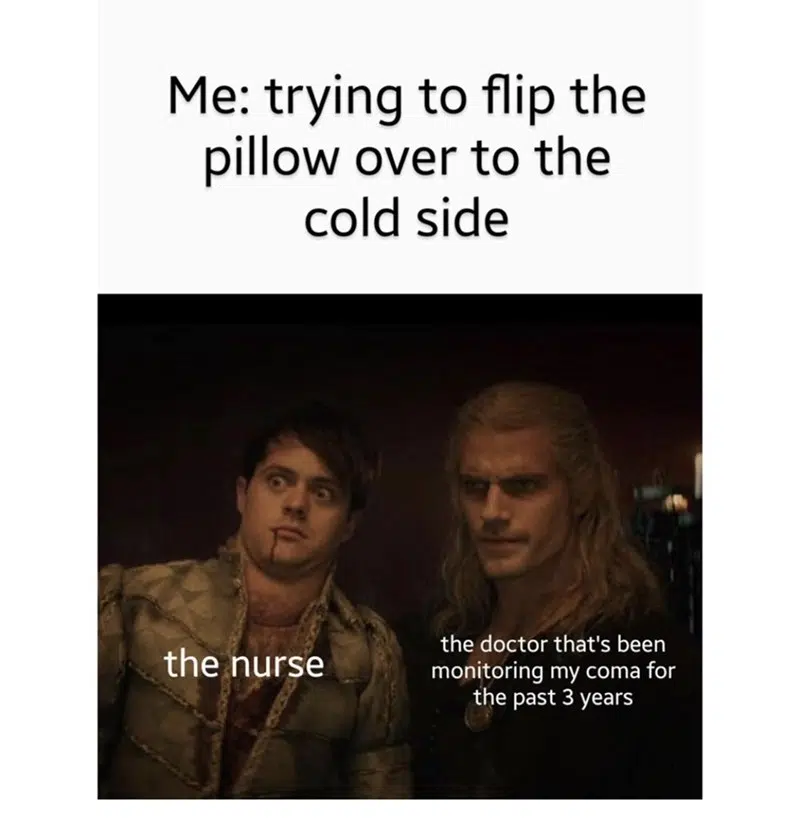 Me: trying to flip the
pillow over to the
cold side
the nurse
the doctor that's been
monitoring my coma for
the past 3 years